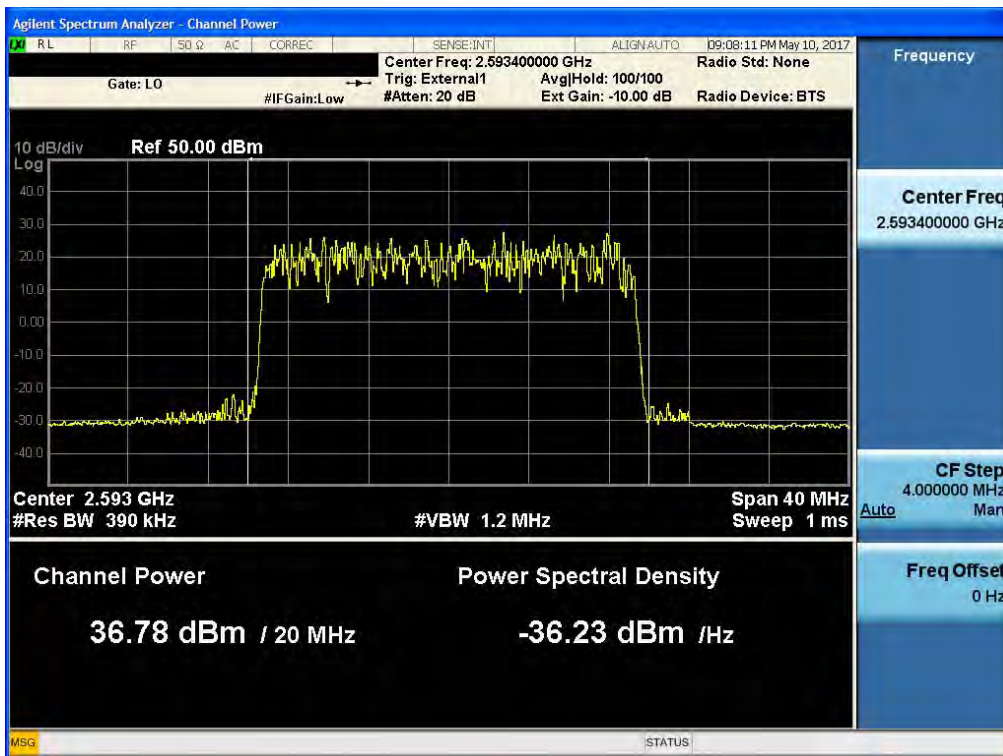 Agilent Spectrum Analyzer - Channel Power
LXI RL RF 50 Ω AC CORREC SENSE:INT ALIGNAUTO 09:08:11 PM May 10, 2017
Center Freq: 2.593400000 GHz Radio Std: None
Gate: LO Trig: External1 Avg|Hold: 100/100
#IFGain:Low #Atten: 20 dB Ext Gain: -10.00 dB Radio Device: BTS
10 dB/div Ref 50.00 dBm
Log
40.0
30.0
20.0
10.0
0.00
-10.0
-20.0
-30.0
-40.0
Center 2.593 GHz Span 40 MHz
#Res BW 390 kHz #VBW 1.2 MHz Sweep 1 ms
Channel Power Power Spectral Density
36.78 dBm / 20 MHz -36.23 dBm /Hz
MSG STATUS
Frequency
Center Freq
2.593400000 GHz
CF Step
4.000000 MHz
Auto Man
Freq Offset
0 Hz